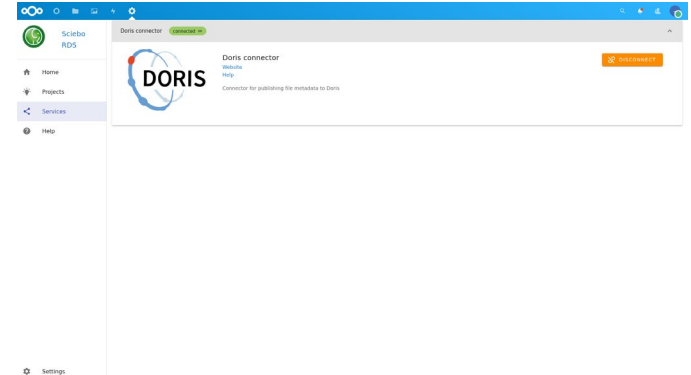 Sciebo
RDS
Home
Projects
Services
Help
Settings
Doris connector
connected
DORIS
Doris connector
Website
Help
Connector for publishing file metadata to Doris
DISCONNECT